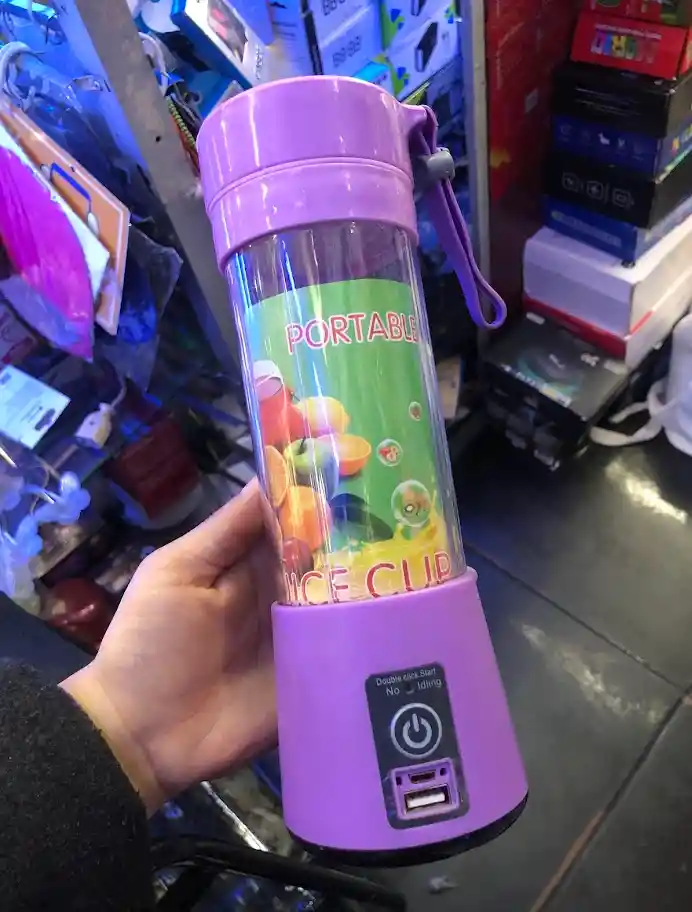 PORTABLE
ICE CUP
Double click Start
No Idling